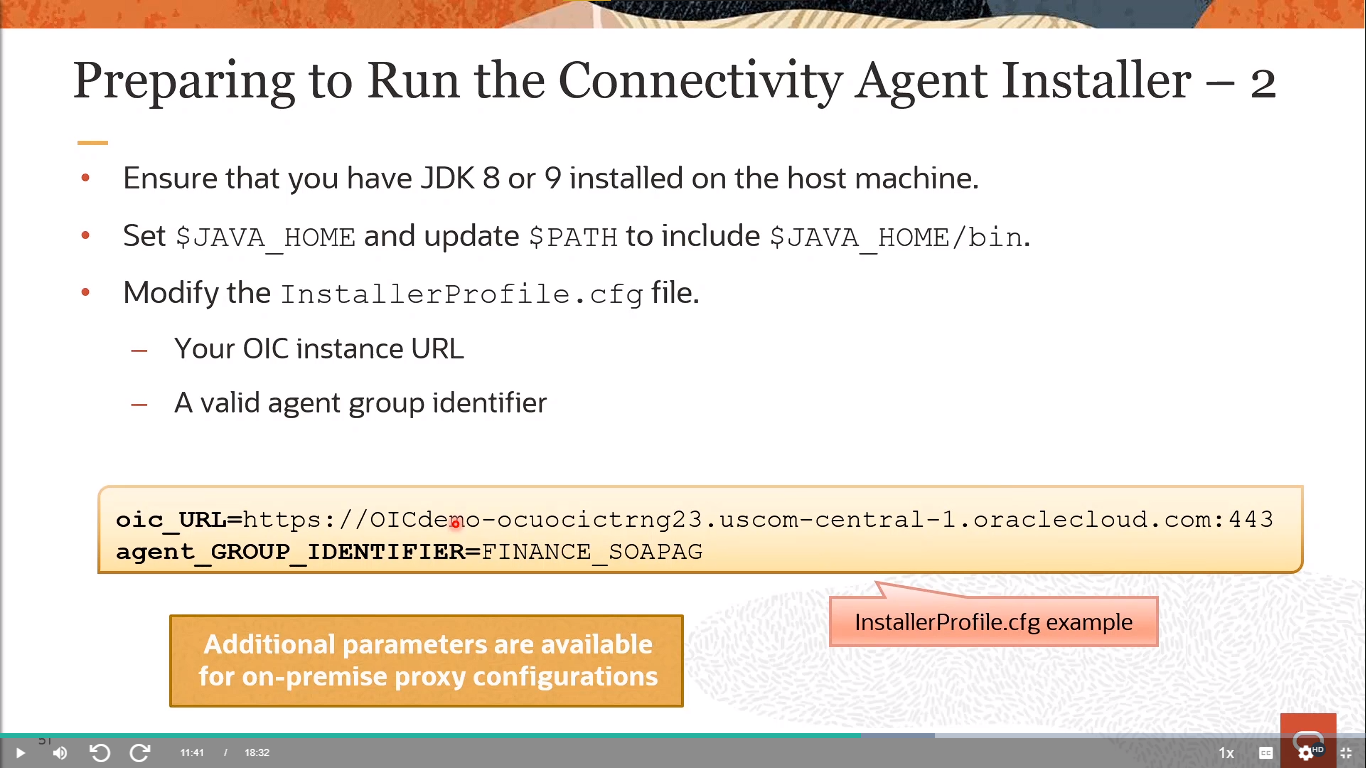 Preparing to Run the Connectivity Agent Installer – 2
• Ensure that you have JDK 8 or 9 installed on the host machine.
• Set $JAVA_HOME and update $PATH to include $JAVA_HOME/bin.
• Modify the InstallerProfile.cfg file.
– Your OIC instance URL
– A valid agent group identifier
oic_URL=https://OICdemo-ocuocictrng23.uscom-central-1.oraclecloud.com:443
agent_GROUP_IDENTIFIER=FINANCE_SOAPAG
InstallerProfile.cfg example
Additional parameters are available
for on-premise proxy configurations
11:41 / 18:32
1x
CC
HD